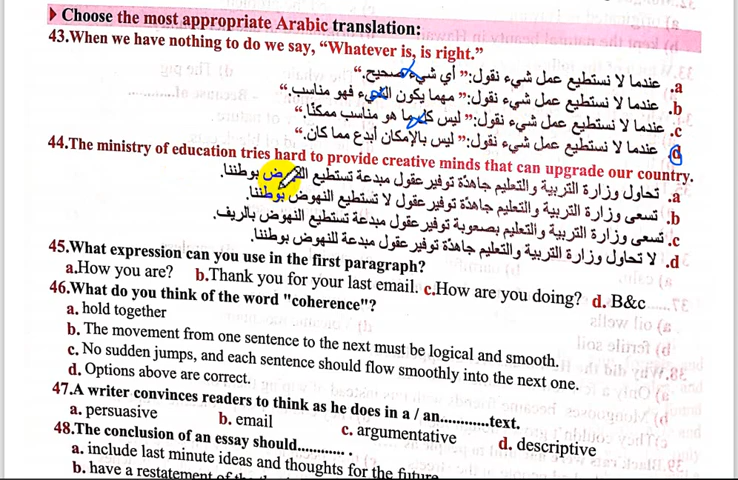 Choose the most appropriate Arabic translation:
43.When we have nothing to do we say, “Whatever is, is right.”
a. عندما لا نستطيع عمل شيء نقول:” أي شيء صحيح.“
b. عندما لا نستطيع عمل شيء نقول:” مهما يكون الشيء فهو مناسب.“
c. عندما لا نستطيع عمل شيء نقول:” ليس كل ما هو مناسب ممكنًا.“
d. عندما لا نستطيع عمل شيء نقول:” ليس بالإمكان أبدع مما كان.“
44.The ministry of education tries hard to provide creative minds that can upgrade our country.
a. تحاول وزارة التربية والتعليم جاهدة توفير عقول مبدعة تستطيع النهوض بوطننا.
b. تسعى وزارة التربية والتعليم جاهدة توفير عقول لا تستطيع النهوض بوطننا.
c. تسعى وزارة التربية والتعليم بصعوبة توفير عقول مبدعة تستطيع النهوض بالريف.
d. لا تحاول وزارة التربية والتعليم جاهدة توفير عقول مبدعة للنهوض بوطننا.
45.What expression can you use in the first paragraph?
a.How you are? b.Thank you for your last email. c.How are you doing? d. B&c
46.What do you think of the word "coherence"?
a. hold together
b. The movement from one sentence to the next must be logical and smooth.
c. No sudden jumps, and each sentence should flow smoothly into the next one.
d. Options above are correct.
47.A writer convinces readers to think as he does in a / an............text.
a. persuasive b. email c. argumentative d. descriptive
48.The conclusion of an essay should............ .
a. include last minute ideas and thoughts for the future
b. have a restatement of the